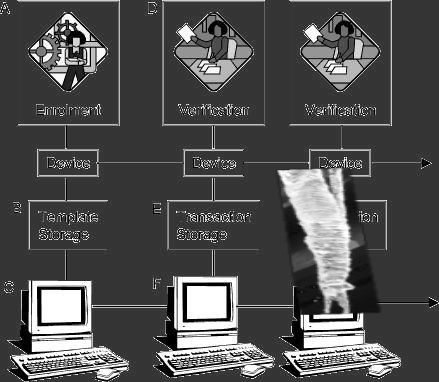 A
D
Enrolment
Verification
Verification
Device
Device
Device
B
Template
Storage
E
Transaction
Storage
C
F